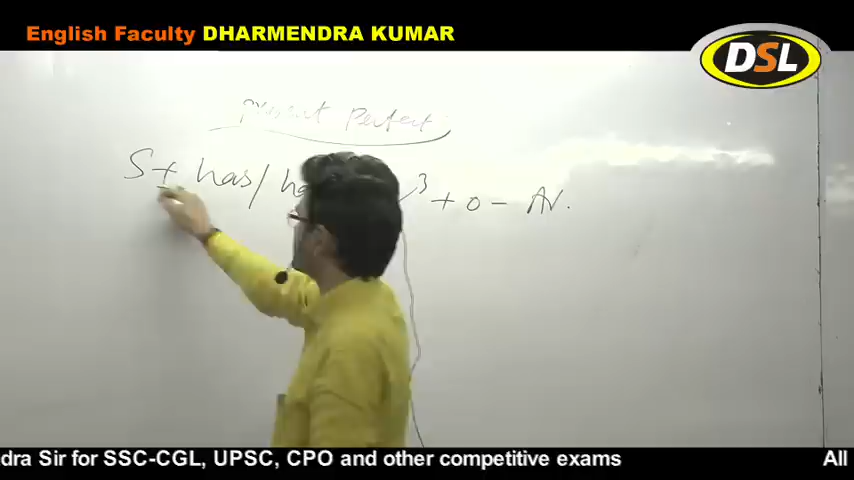 English Faculty DHARMENDRA KUMAR
DSL
Present Perfect
S + has/ha 3 + o - Av.
dra Sir for SSC-CGL, UPSC, CPO and other competitive exams All